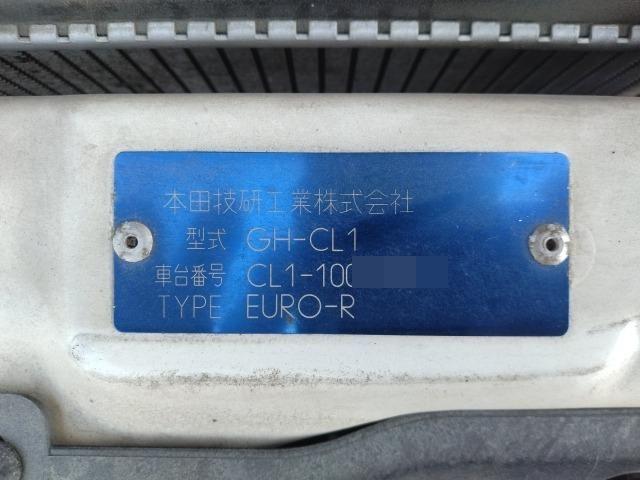 本田技研工業株式会社
型式 GH-CL1
車台番号 CL1-100
TYPE EURO-R